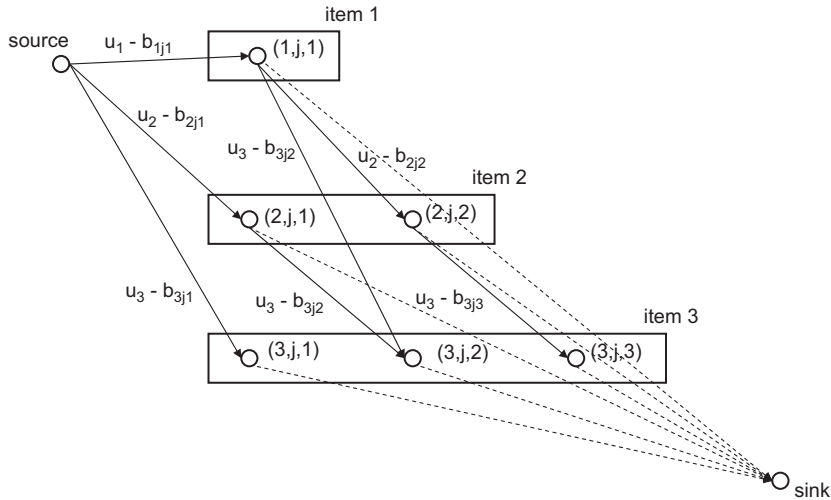 item 1
source
u₁ - b₁ⱼ₁
(1,j,1)
u₂ - b₂ⱼ₁
u₃ - b₃ⱼ₂
u₂ - b₂ⱼ₂
item 2
(2,j,1)
(2,j,2)
u₃ - b₃ⱼ₁
u₃ - b₃ⱼ₂
u₃ - b₃ⱼ₃
item 3
(3,j,1)
(3,j,2)
(3,j,3)
sink